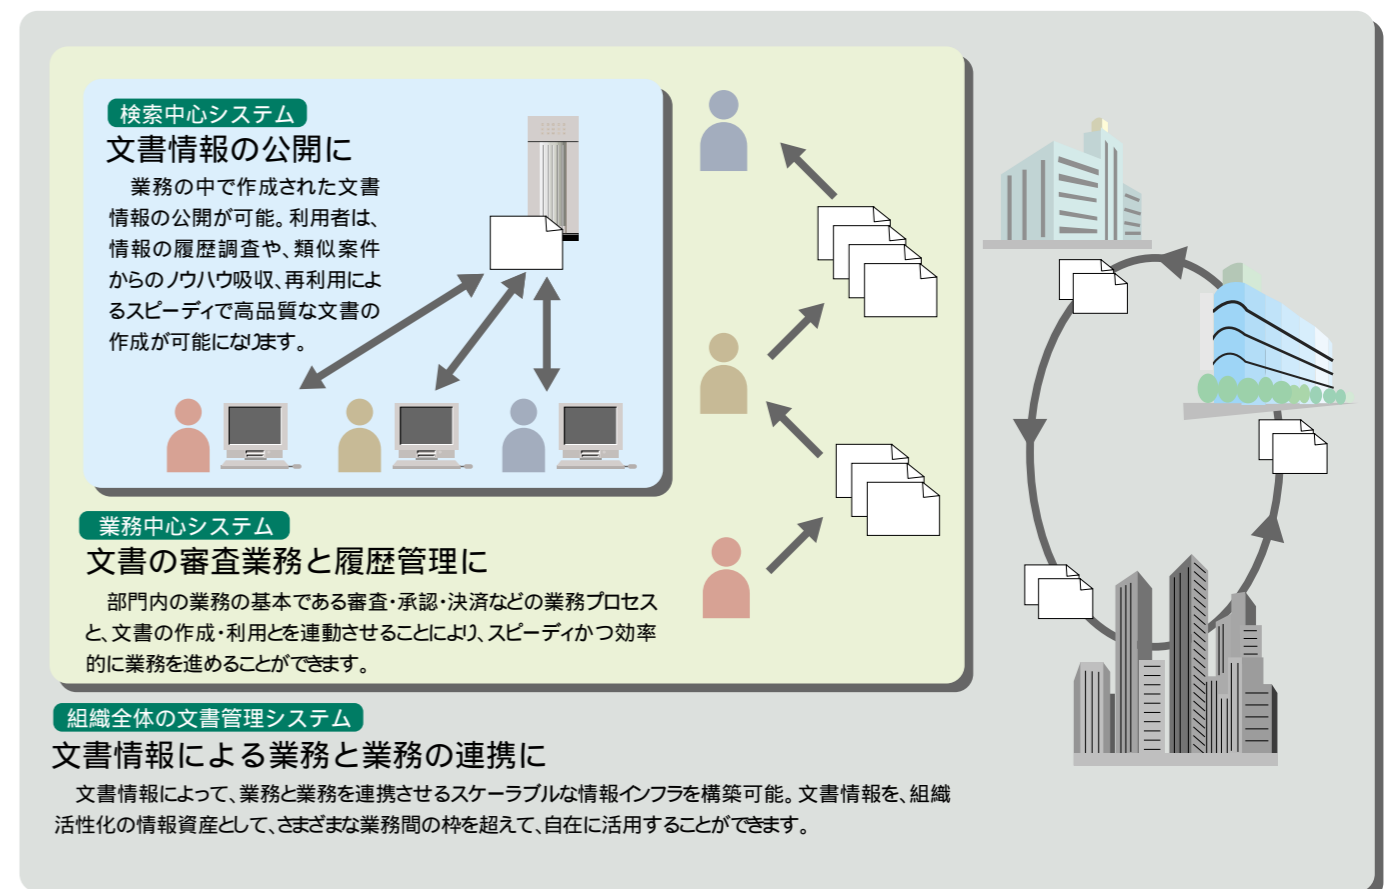 検索中心システム
文書情報の公開に
業務の中で作成された文書
情報の公開が可能。利用者は、
情報の履歴調査や、類似案件
からのノウハウ吸収、再利用によ
るスピーディで高品質な文書の
作成が可能になります。
業務中心システム
文書の審査業務と履歴管理に
部門内の業務の基本である審査・承認・決済などの業務プロセス
と、文書の作成・利用とを連動させることにより、スピーディかつ効率
的に業務を進めることができます。
組織全体の文書管理システム
文書情報による業務と業務の連携に
文書情報によって、業務と業務を連携させるスケーラブルな情報インフラを構築可能。文書情報を、組織
活性化の情報資産として、さまざまな業務間の枠を超えて、自在に活用することができます。